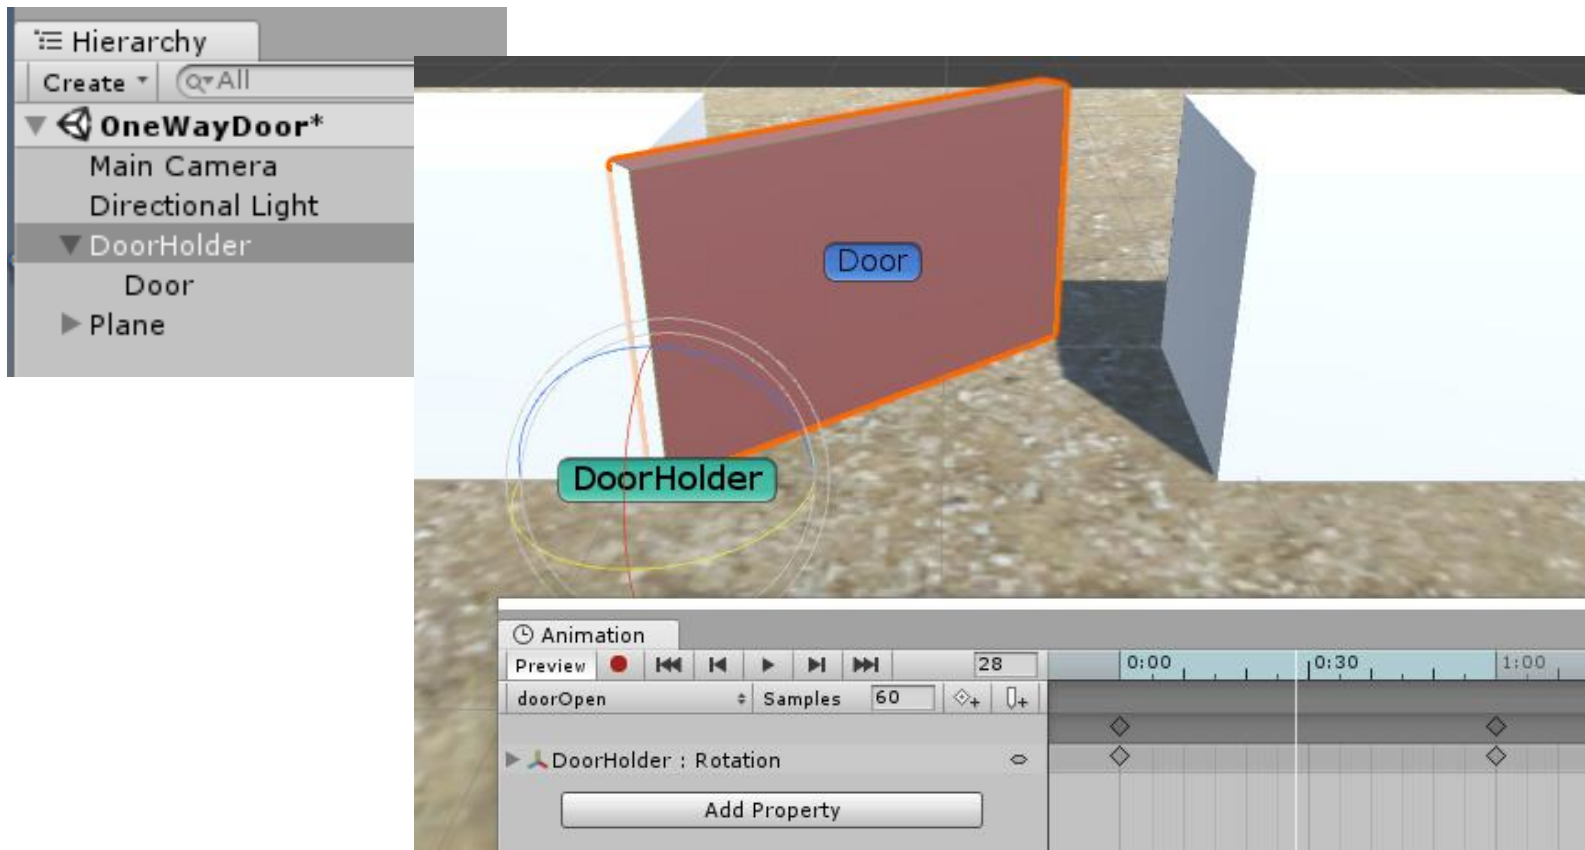 Hierarchy
Create All
OneWayDoor*
Main Camera
Directional Light
DoorHolder
Door
Plane
Door
DoorHolder
Animation
Preview 28 0:00 0:30 1:00
doorOpen Samples 60
DoorHolder : Rotation
Add Property